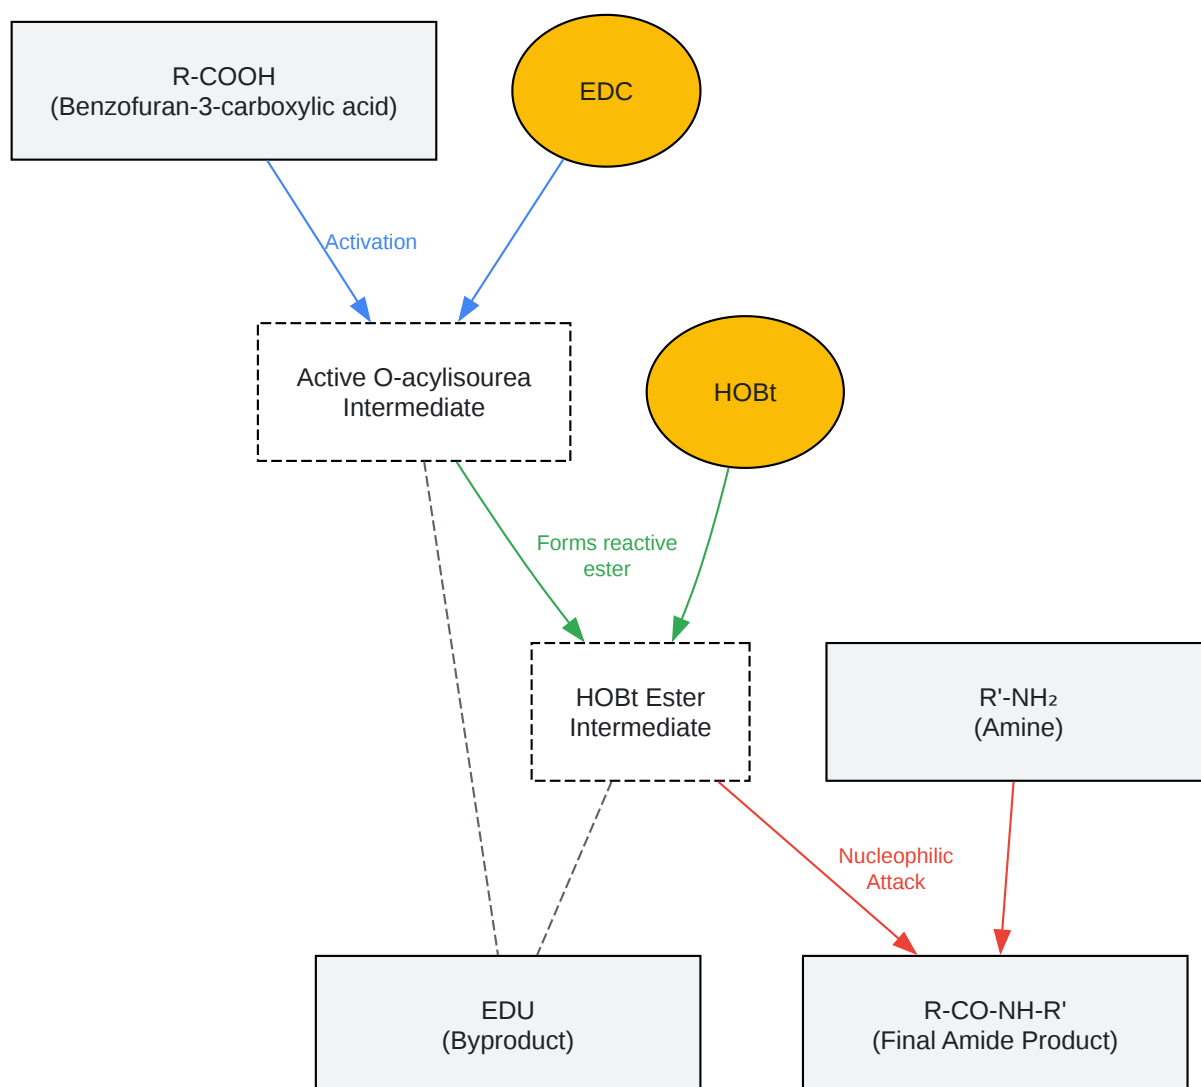 R-COOH
(Benzofuran-3-carboxylic acid)
EDC
Activation
Active O-acylisourea
Intermediate
HOBt
Forms reactive
ester
HOBt Ester
Intermediate
R'-NH₂
(Amine)
Nucleophilic
Attack
EDU
(Byproduct)
R-CO-NH-R'
(Final Amide Product)